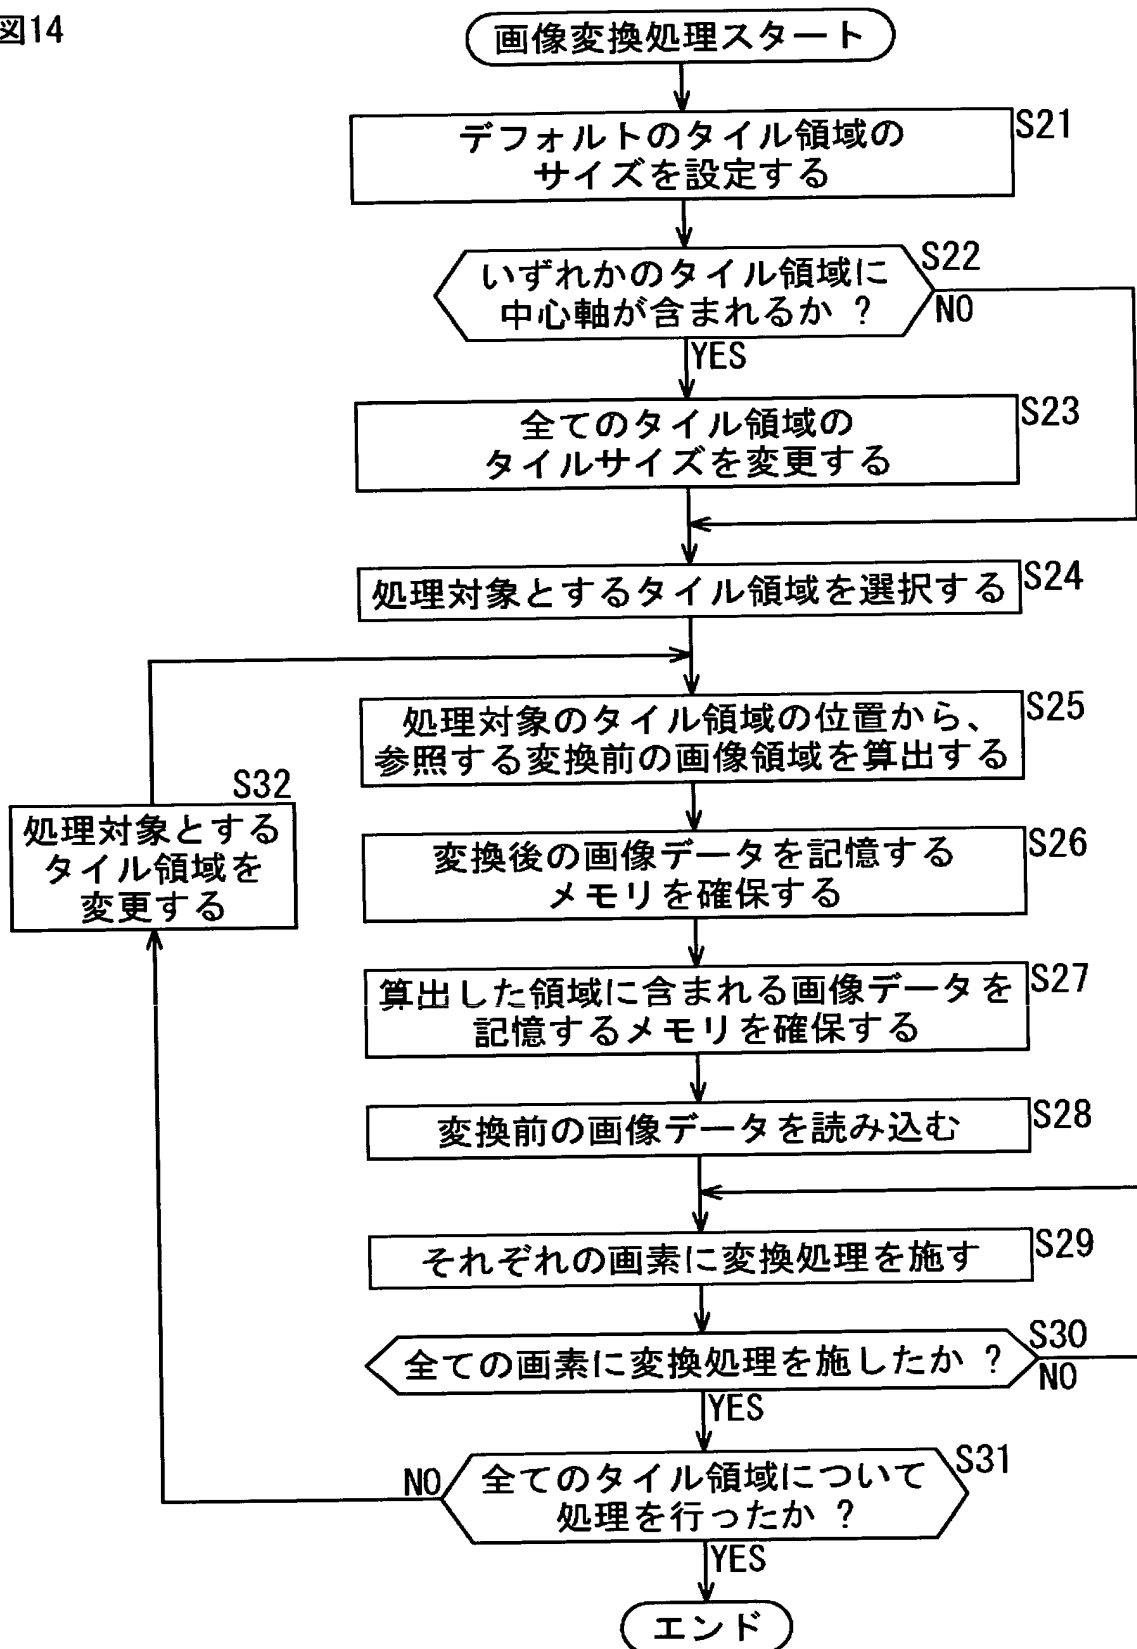 図14
画像変換処理スタート
S21
デフォルトのタイル領域の
サイズを設定する
S22
いずれかのタイル領域に
中心軸が含まれるか ?
NO
YES
S23
全てのタイル領域の
タイルサイズを変更する
S24
処理対象とするタイル領域を選択する
S25
処理対象のタイル領域の位置から、
参照する変換前の画像領域を算出する
S32
処理対象とする
タイル領域を
変更する
S26
変換後の画像データを記憶する
メモリを確保する
S27
算出した領域に含まれる画像データを
記憶するメモリを確保する
S28
変換前の画像データを読み込む
S29
それぞれの画素に変換処理を施す
S30
全ての画素に変換処理を施したか ?
NO
YES
S31
NO
全てのタイル領域について
処理を行ったか ?
YES
エンド